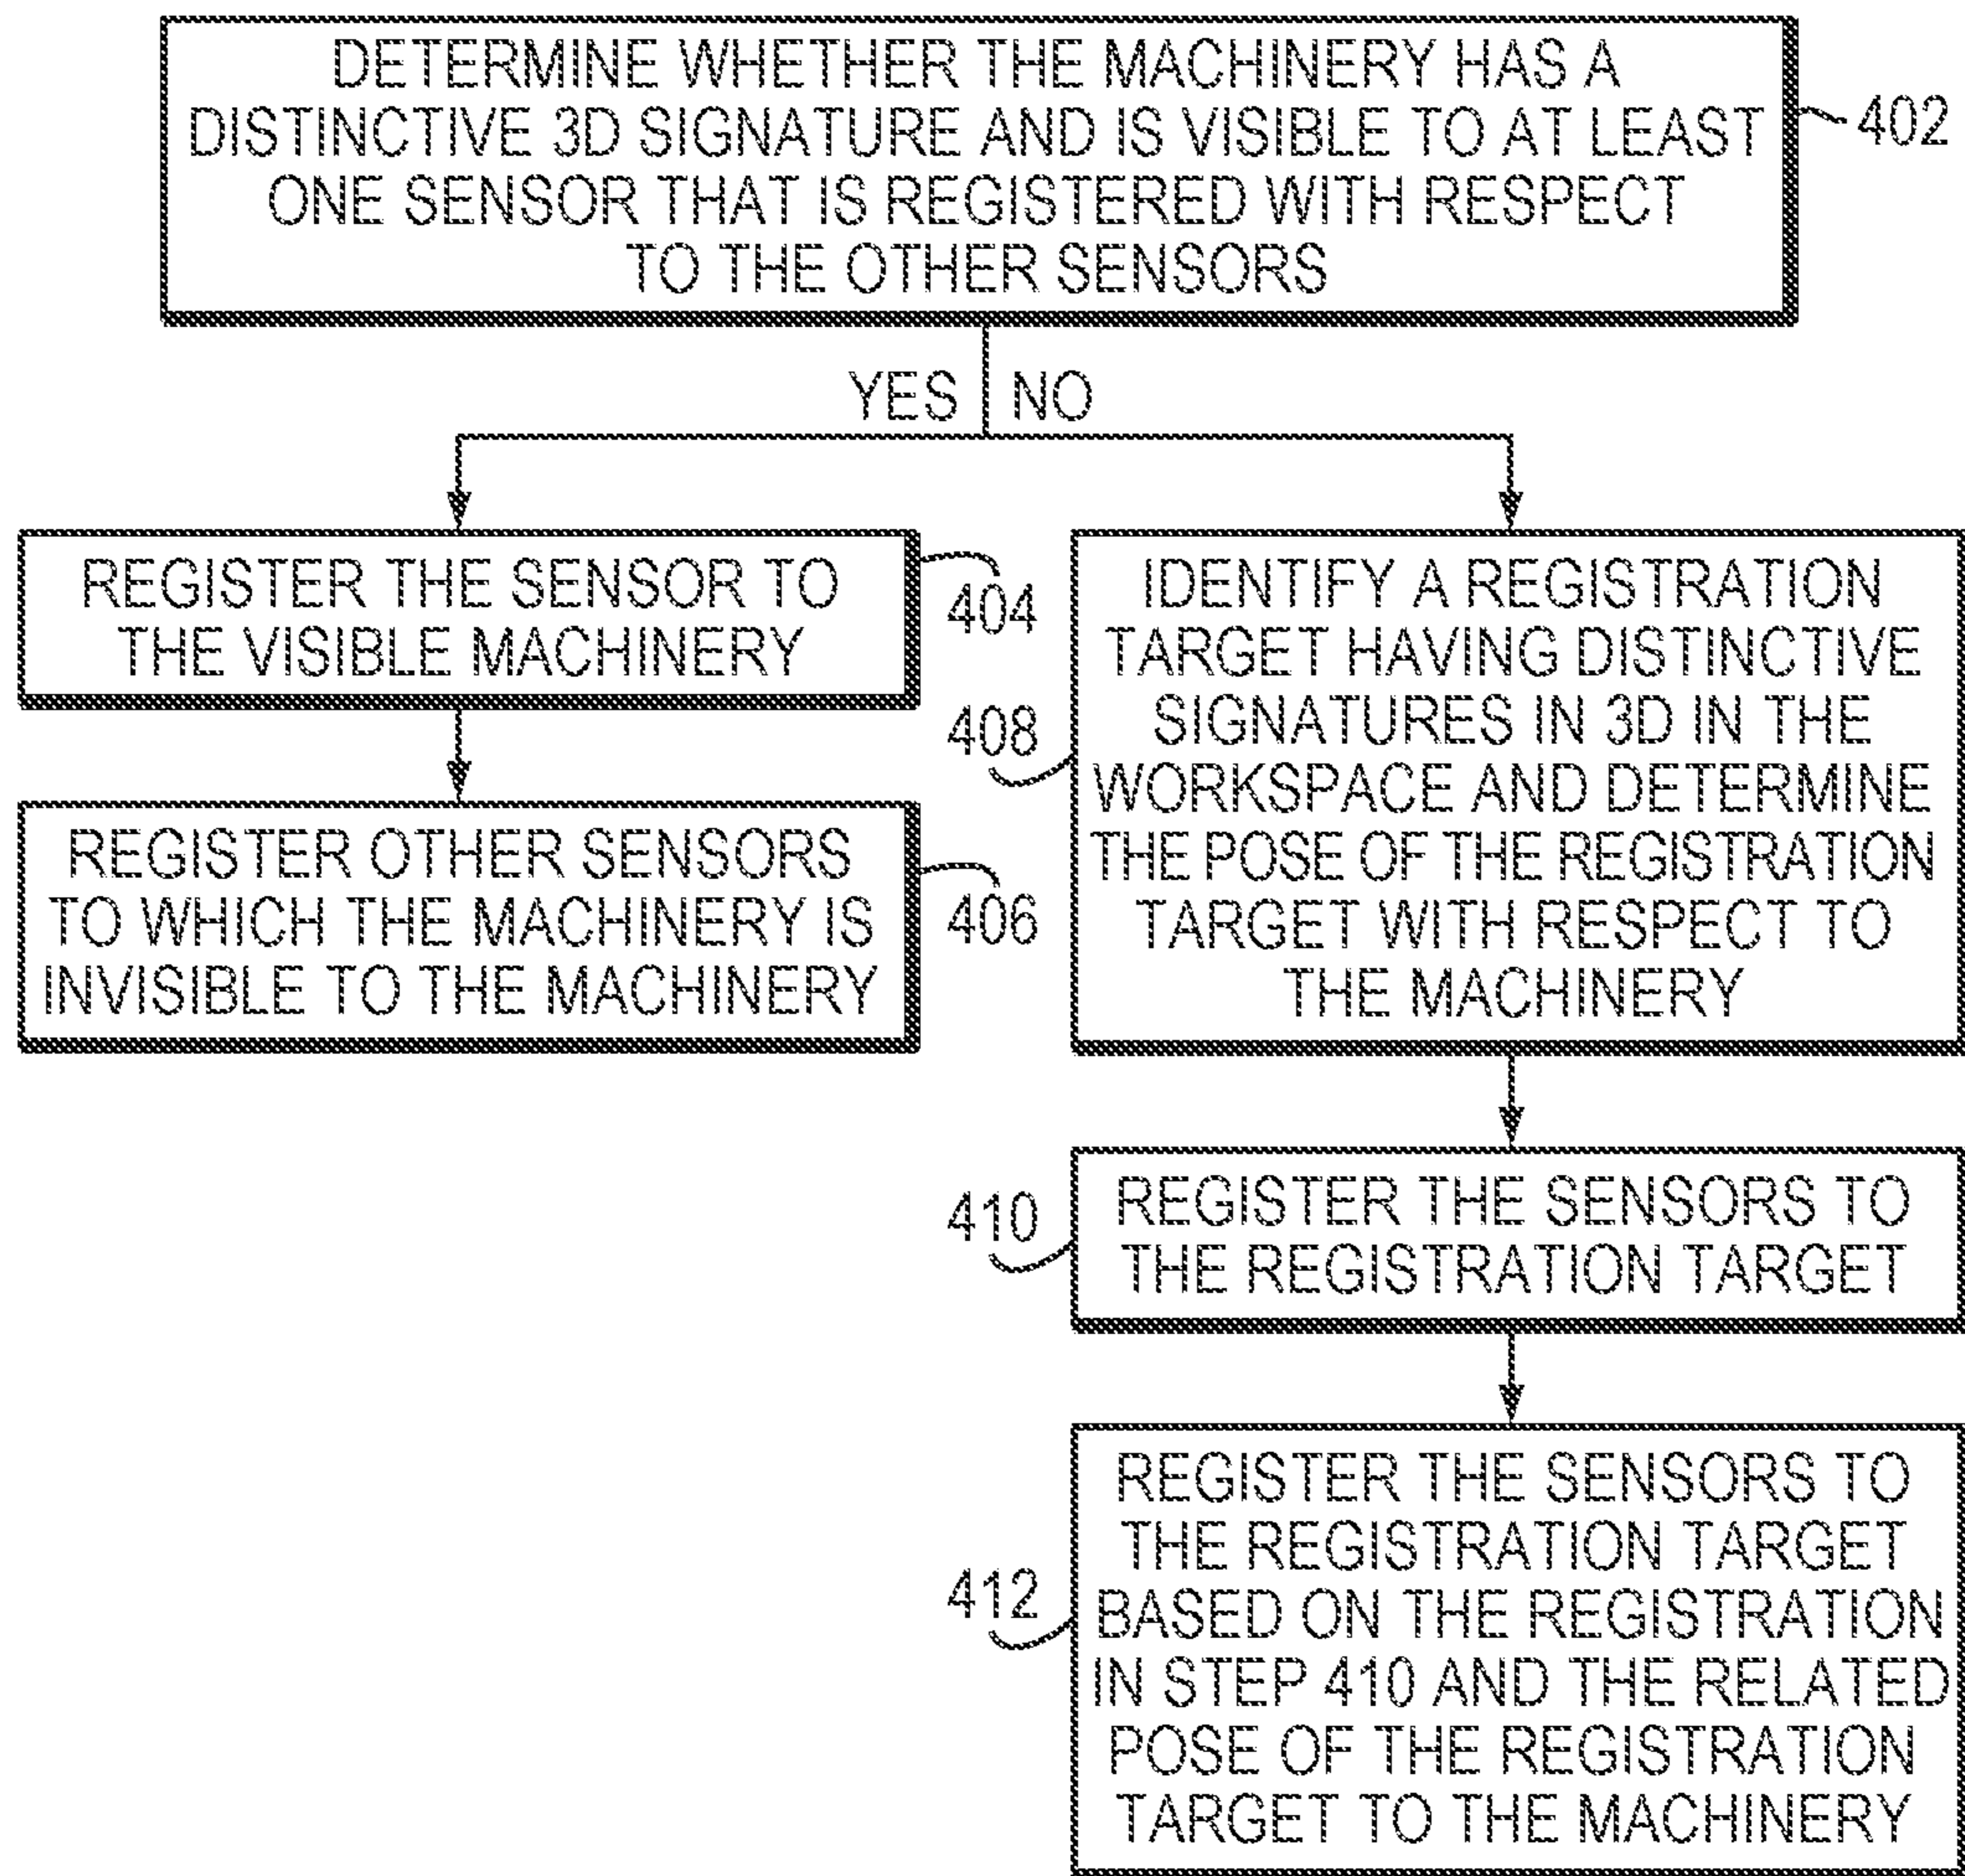 DETERMINE WHETHER THE MACHINERY HAS A
DISTINCTIVE 3D SIGNATURE AND IS VISIBLE TO AT LEAST
ONE SENSOR THAT IS REGISTERED WITH RESPECT
TO THE OTHER SENSORS
402
YES
NO
REGISTER THE SENSOR TO
THE VISIBLE MACHINERY
404
REGISTER OTHER SENSORS
TO WHICH THE MACHINERY IS
INVISIBLE TO THE MACHINERY
406
408
IDENTIFY A REGISTRATION
TARGET HAVING DISTINCTIVE
SIGNATURES IN 3D IN THE
WORKSPACE AND DETERMINE
THE POSE OF THE REGISTRATION
TARGET WITH RESPECT TO
THE MACHINERY
410
REGISTER THE SENSORS TO
THE REGISTRATION TARGET
412
REGISTER THE SENSORS TO
THE REGISTRATION TARGET
BASED ON THE REGISTRATION
IN STEP 410 AND THE RELATED
POSE OF THE REGISTRATION
TARGET TO THE MACHINERY